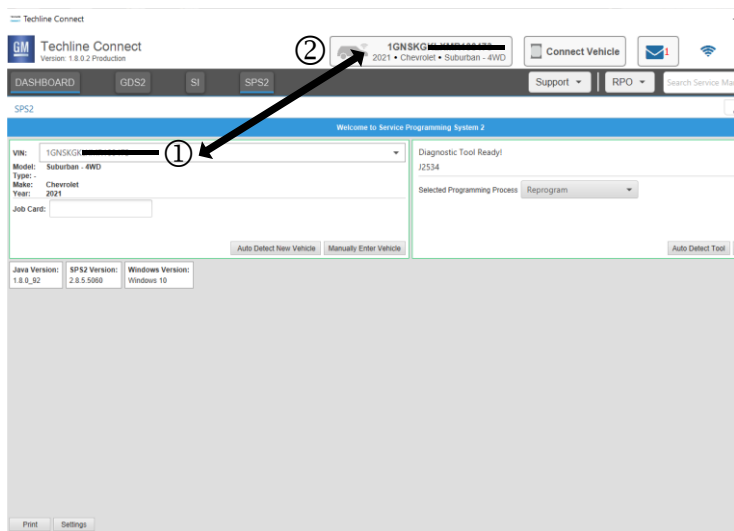 Techline Connect
GM
Techline Connect
Version: 1.8.0.2 Production
②
2021 • Chevrolet • Suburban - 4WD
Connect Vehicle
1
DASHBOARD
GDS2
SI
SPS2
Support
RPO
Search Service Ma
SPS2
Welcome to Service Programming System 2
VIN:
1GNSKGK
①
Model: Suburban - 4WD
Type: -
Make: Chevrolet
Year: 2021
Job Card:
Auto Detect New Vehicle
Manually Enter Vehicle
Diagnostic Tool Ready!
J2534
Selected Programming Process
Reprogram
Auto Detect Tool
Java Version:
1.8.0_92
SPS2 Version:
2.8.5.5060
Windows Version:
Windows 10
Print
Settings